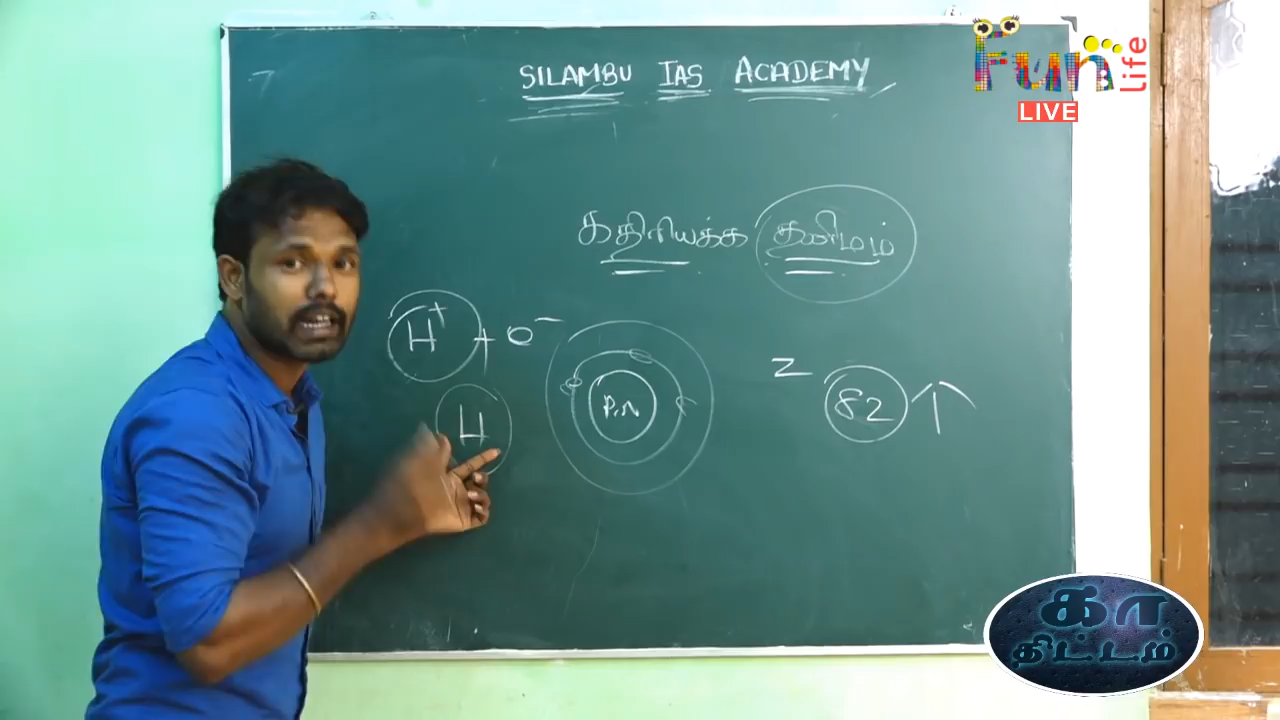 SILAMBU IAS ACADEMY
Fun Life
LIVE
கதிரியக்க தனிமம்
H⁺ + e⁻
P.N
Z 82 ↑
H
கா
திட்டம்